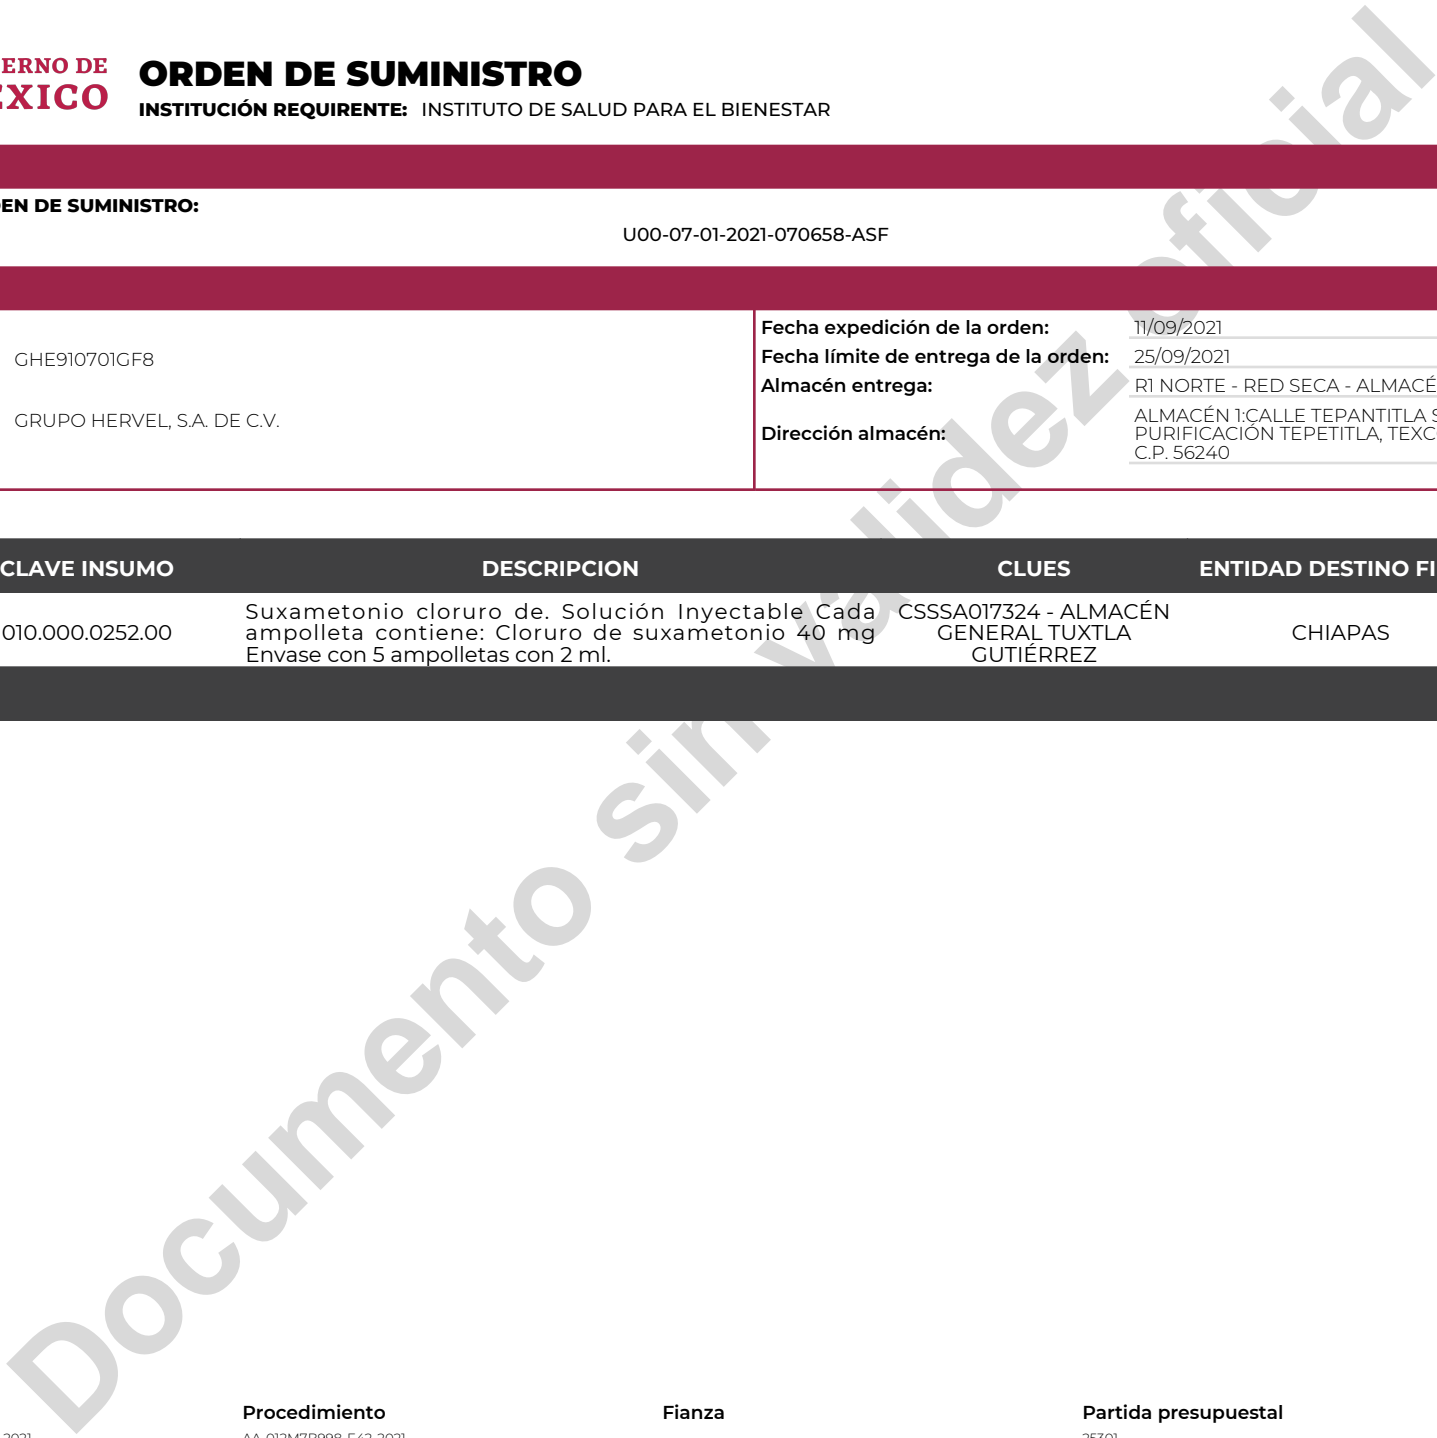 ERNO DE
ORDEN DE SUMINISTRO
XICO
INSTITUCIÓN REQUIRENTE: INSTITUTO DE SALUD PARA EL BIENESTAR
EN DE SUMINISTRO:
U00-07-01-2021-070658-ASF
Fecha expedición de la orden: 11/09/2021
GHE910701GF8
Fecha límite de entrega de la orden: 25/09/2021
Almacén entrega: R1 NORTE - RED SECA - ALMACÉ
GRUPO HERVEL, S.A. DE C.V.
Dirección almacén:
ALMACÉN 1:CALLE TEPANTITLA S
PURIFICACIÓN TEPETITLA, TEXC
C.P. 56240
CLAVE INSUMO DESCRIPCION CLUES ENTIDAD DESTINO FI
010.000.0252.00
Suxametonio cloruro de. Solución Inyectable Cada
ampolleta contiene: Cloruro de suxametonio 40 mg
Envase con 5 ampolletas con 2 ml.
CSSSA017324 - ALMACÉN
GENERAL TUXTLA
GUTIÉRREZ
CHIAPAS
Documento sin validez oficial
Procedimiento Fianza Partida presupuestal